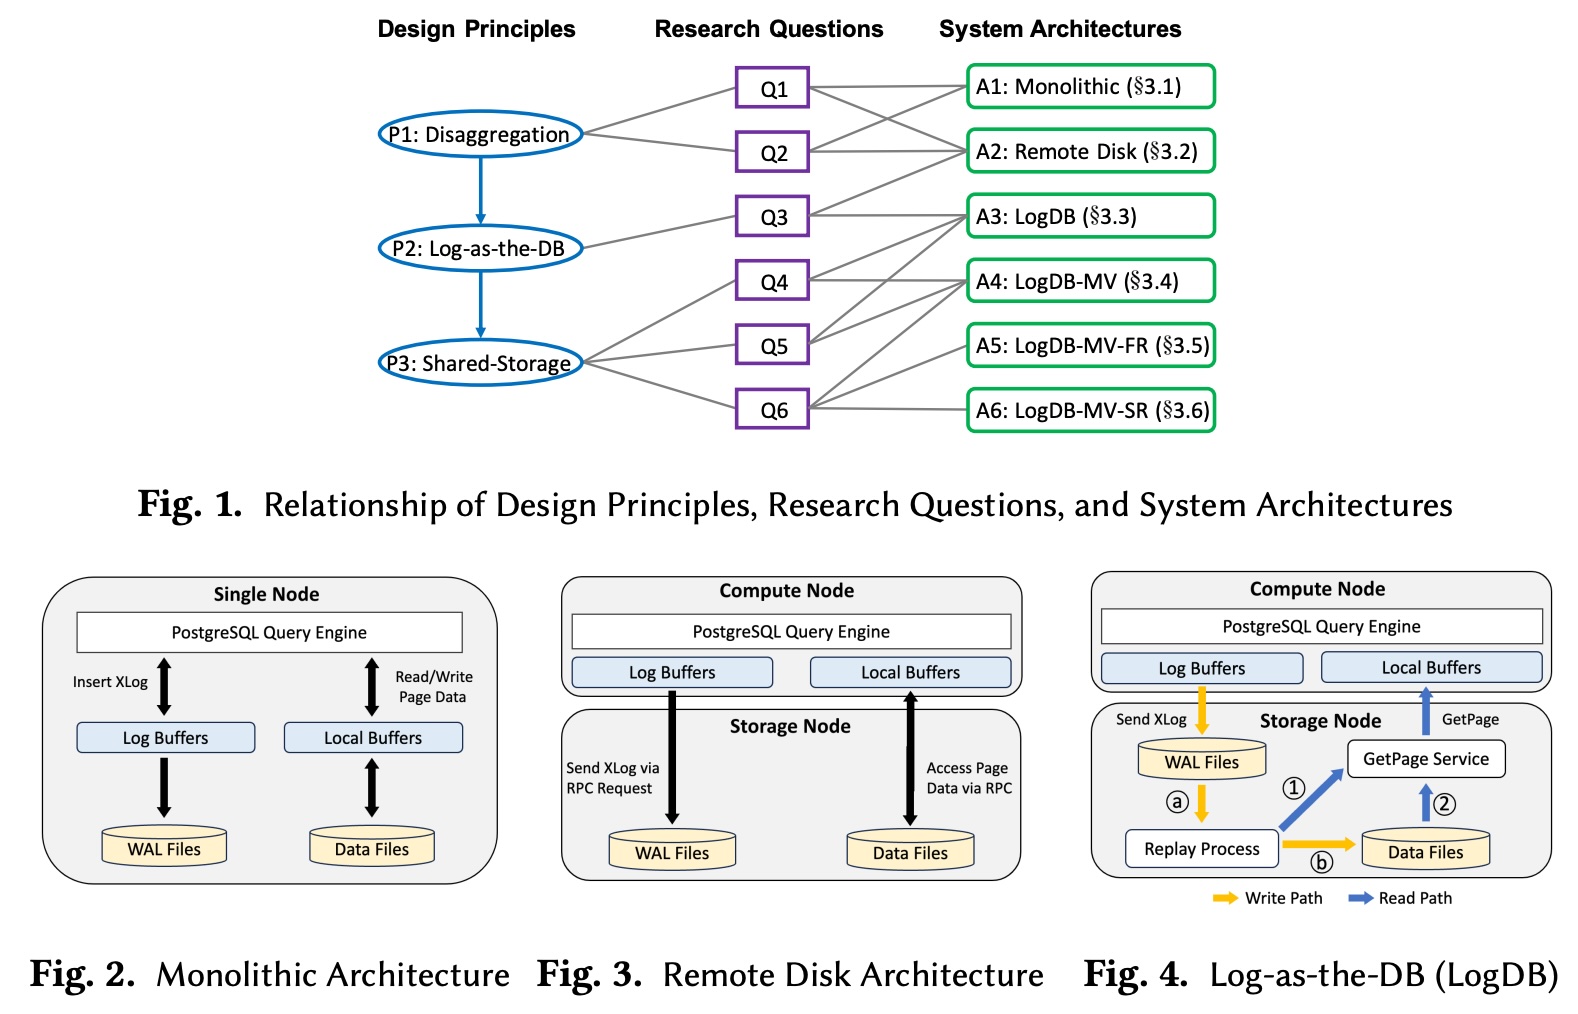 Design Principles
Research Questions
System Architectures
P1: Disaggregation
P2: Log-as-the-DB
P3: Shared-Storage
Q1
Q2
Q3
Q4
Q5
Q6
A1: Monolithic (§3.1)
A2: Remote Disk (§3.2)
A3: LogDB (§3.3)
A4: LogDB-MV (§3.4)
A5: LogDB-MV-FR (§3.5)
A6: LogDB-MV-SR (§3.6)
Fig. 1. Relationship of Design Principles, Research Questions, and System Architectures
Single Node
PostgreSQL Query Engine
Insert XLog
Read/Write
Page Data
Log Buffers
Local Buffers
WAL Files
Data Files
Fig. 2. Monolithic Architecture
Compute Node
PostgreSQL Query Engine
Log Buffers
Local Buffers
Storage Node
Send XLog via
RPC Request
Access Page
Data via RPC
WAL Files
Data Files
Fig. 3. Remote Disk Architecture
Compute Node
PostgreSQL Query Engine
Log Buffers
Local Buffers
Send XLog
Storage Node
GetPage
WAL Files
GetPage Service
ⓐ
①
②
Replay Process
ⓑ
Data Files
Write Path
Read Path
Fig. 4. Log-as-the-DB (LogDB)